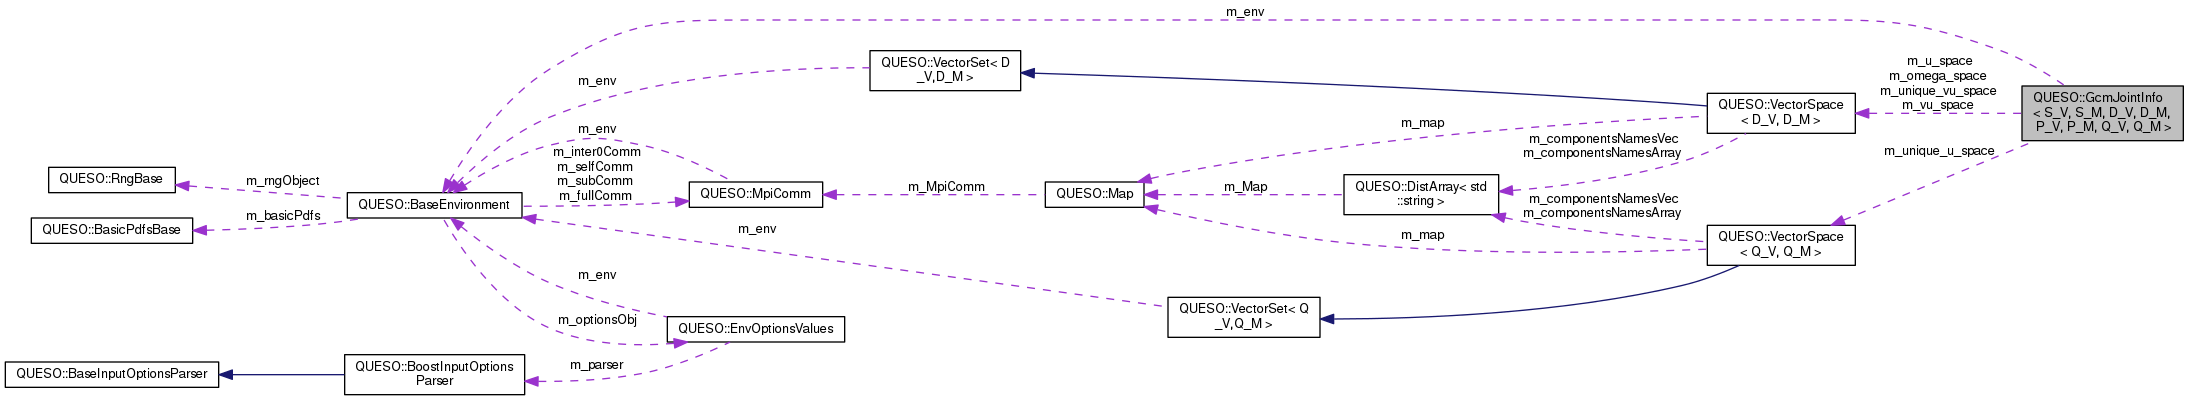 m_env
QUESO::VectorSet< D
_V,D_M >
m_env
m_u_space
m_omega_space
m_unique_vu_space
m_vu_space
QUESO::GcmJointInfo
< S_V, S_M, D_V, D_M,
P_V, P_M, Q_V, Q_M >
QUESO::VectorSpace
< D_V, D_M >
m_map
m_env
m_componentsNamesVec
m_componentsNamesArray
m_unique_u_space
m_inter0Comm
m_selfComm
m_subComm
m_fullComm
QUESO::RngBase
m_rngObject
QUESO::BaseEnvironment
QUESO::MpiComm
m_MpiComm
QUESO::Map
m_Map
QUESO::DistArray< std
::string >
m_basicPdfs
QUESO::BasicPdfsBase
m_componentsNamesVec
m_componentsNamesArray
m_env
m_map
QUESO::VectorSpace
< Q_V, Q_M >
m_env
QUESO::VectorSet< Q
_V,Q_M >
m_optionsObj
QUESO::EnvOptionsValues
m_parser
QUESO::BaseInputOptionsParser
QUESO::BoostInputOptions
Parser